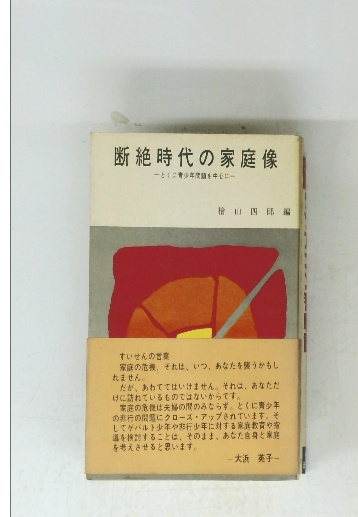 断絶時代の家庭像
―とくに青少年問題を中心に―
檜山四郎 編
すいせんの言葉
家庭の危機、それは、いつ、あなたを襲うかもし
れません。
だが、あわててはいけません。それは、あなただ
けに訪れているものではないからです。
家庭の危機は夫婦の間のみならず、とくに青少年
の非行の問題にクローズ・アップされています。そ
してゲバルト少年や非行少年に対する家庭教育や指
導を検討することは、そのまま、あなた自身と家庭
を考えさせると思います。
―大浜 英子―